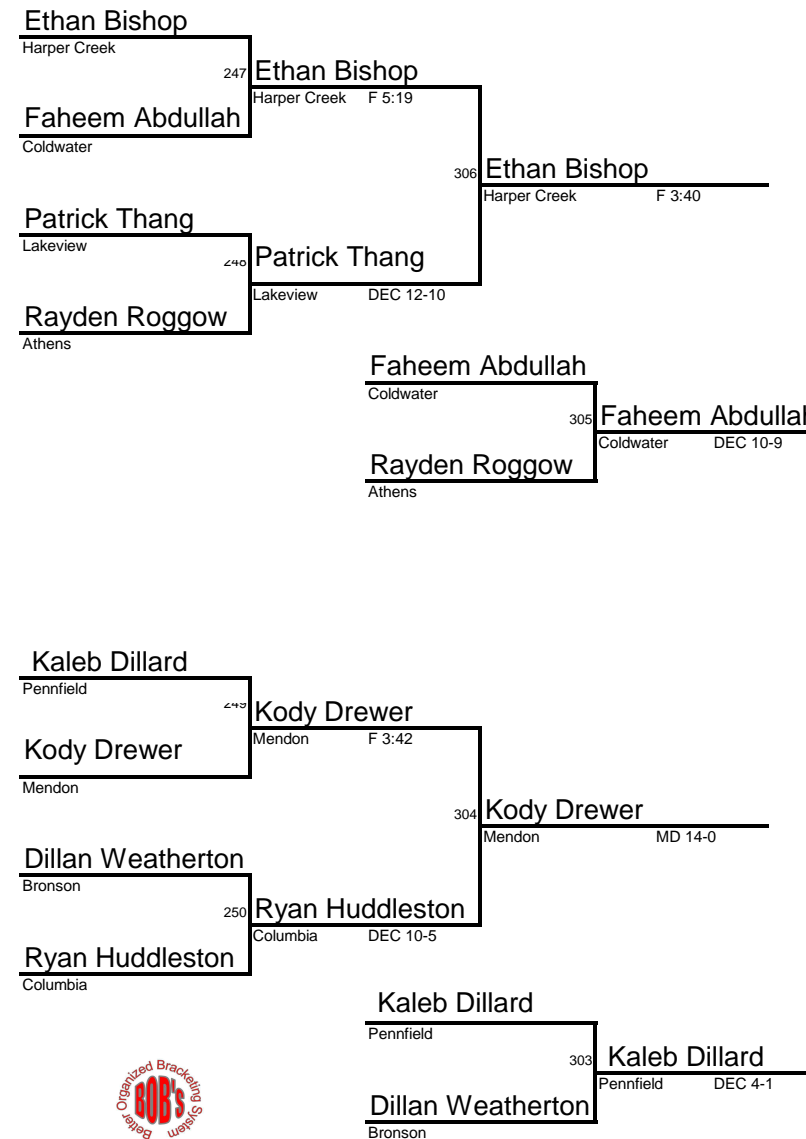 Ethan Bishop
Harper Creek
247 Ethan Bishop
Harper Creek F 5:19
Faheem Abdullah
Coldwater
306 Ethan Bishop
Harper Creek F 3:40
Patrick Thang
Lakeview
248 Patrick Thang
Lakeview DEC 12-10
Rayden Roggow
Athens
Faheem Abdullah
Coldwater
305 Faheem Abdullah
Coldwater DEC 10-9
Rayden Roggow
Athens
Kaleb Dillard
Pennfield
249 Kody Drewer
Mendon F 3:42
Kody Drewer
Mendon
304 Kody Drewer
Mendon MD 14-0
Dillan Weatherton
Bronson
250 Ryan Huddleston
Columbia DEC 10-5
Ryan Huddleston
Columbia
Kaleb Dillard
Pennfield
303 Kaleb Dillard
Pennfield DEC 4-1
Dillan Weatherton
Bronson
Better Organized Bracketing System
BOB's